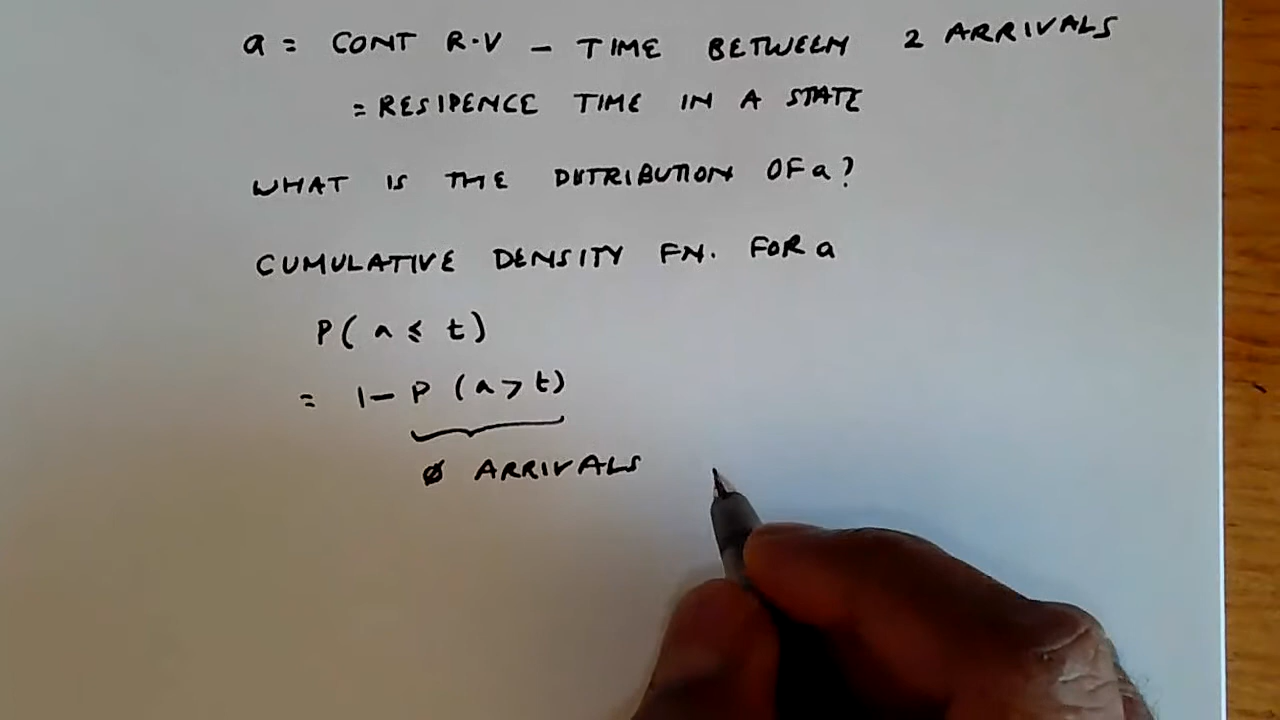 a = CONT R.V – TIME BETWEEN 2 ARRIVALS
= RESIDENCE TIME IN A STATE
WHAT IS THE DISTRIBUTION OF a?
CUMULATIVE DENSITY FN. FOR a
P( a ≤ t)
= 1– P (a > t)
∅ ARRIVALS